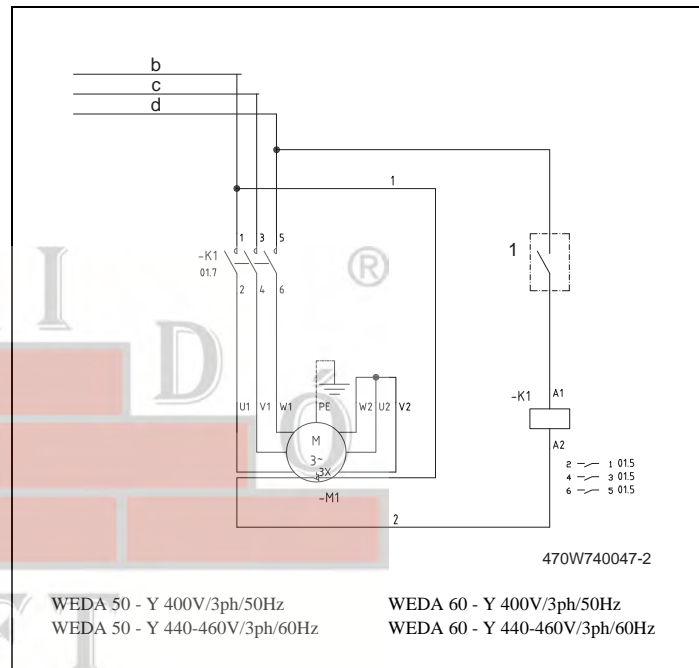 b
c
d
1
1 3 5
-K1
01.7
2 4 6
®
1
I
D
Ó
U1 V1 W1 PE W2 U2 V2
M
3~
3X
-M1
-K1 A1
A2
2 1 01.5
4 3 01.5
6 5 01.5
2
470W740047-2
WEDA 50 - Y 400V/3ph/50Hz WEDA 60 - Y 400V/3ph/50Hz
WEDA 50 - Y 440-460V/3ph/60Hz WEDA 60 - Y 440-460V/3ph/60Hz
T